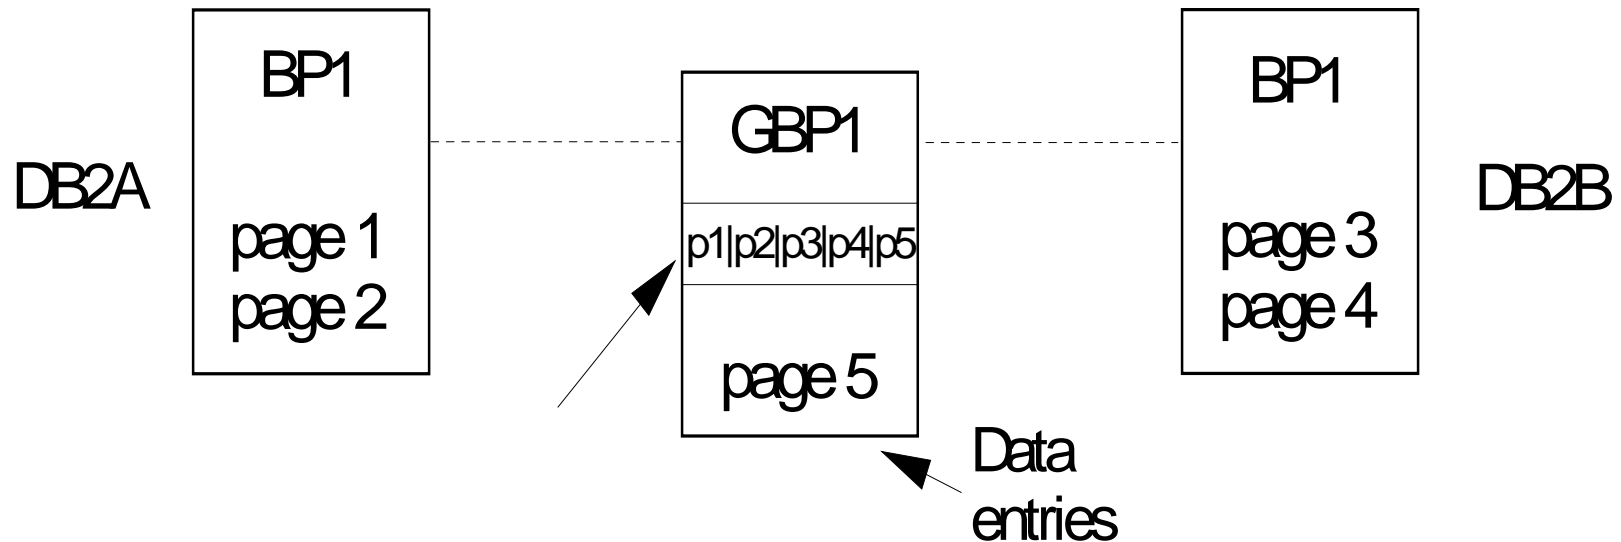 DB2A
BP1
page 1
page 2
GBP1
p1|p2|p3|p4|p5
page 5
Data
entries
BP1
page 3
page 4
DB2B